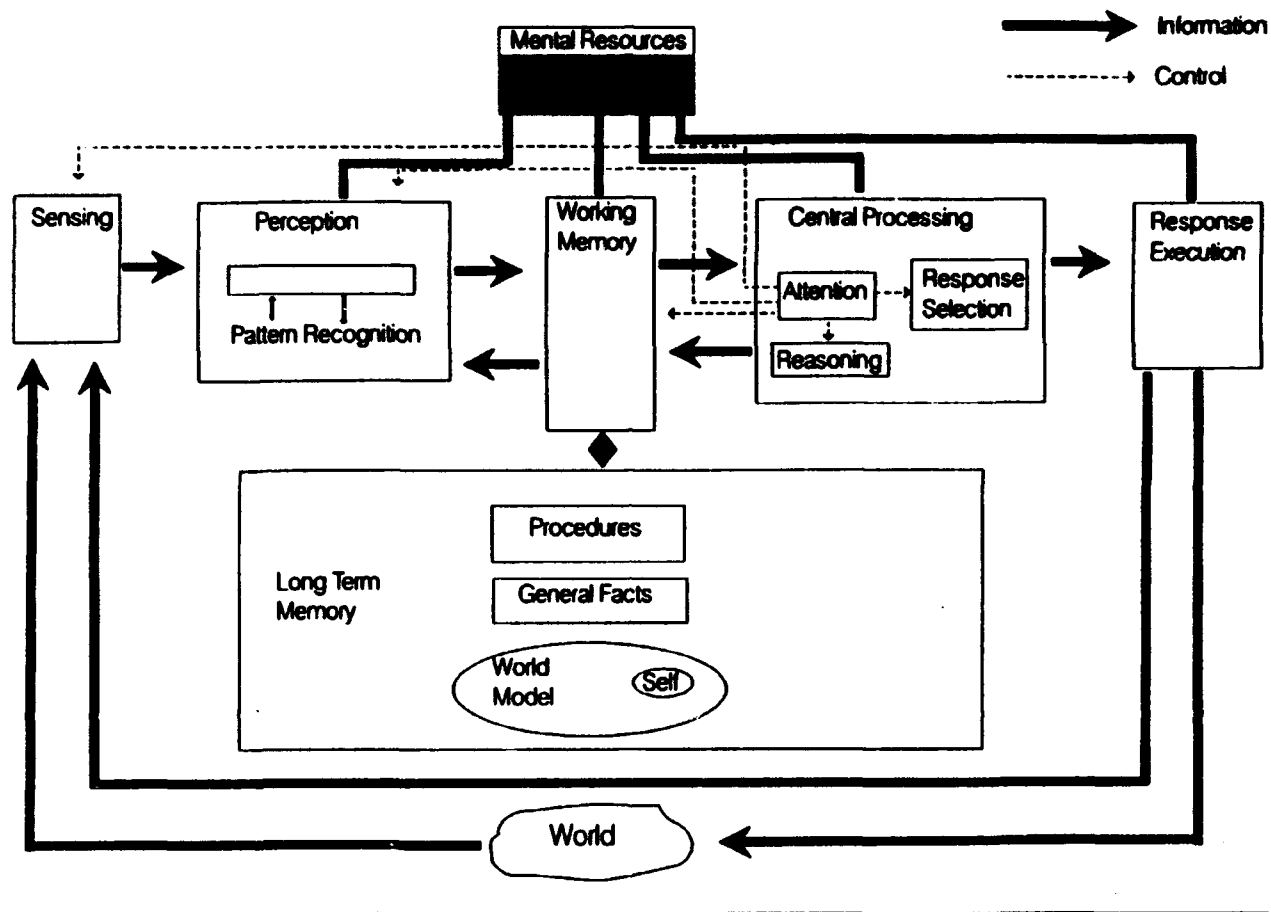 Mental Resources
Information
Control
Sensing
Perception
Pattern Recognition
Working
Memory
Central Processing
Attention
Response
Selection
Reasoning
Response
Execution
Long Term
Memory
Procedures
General Facts
World
Model
Self
World